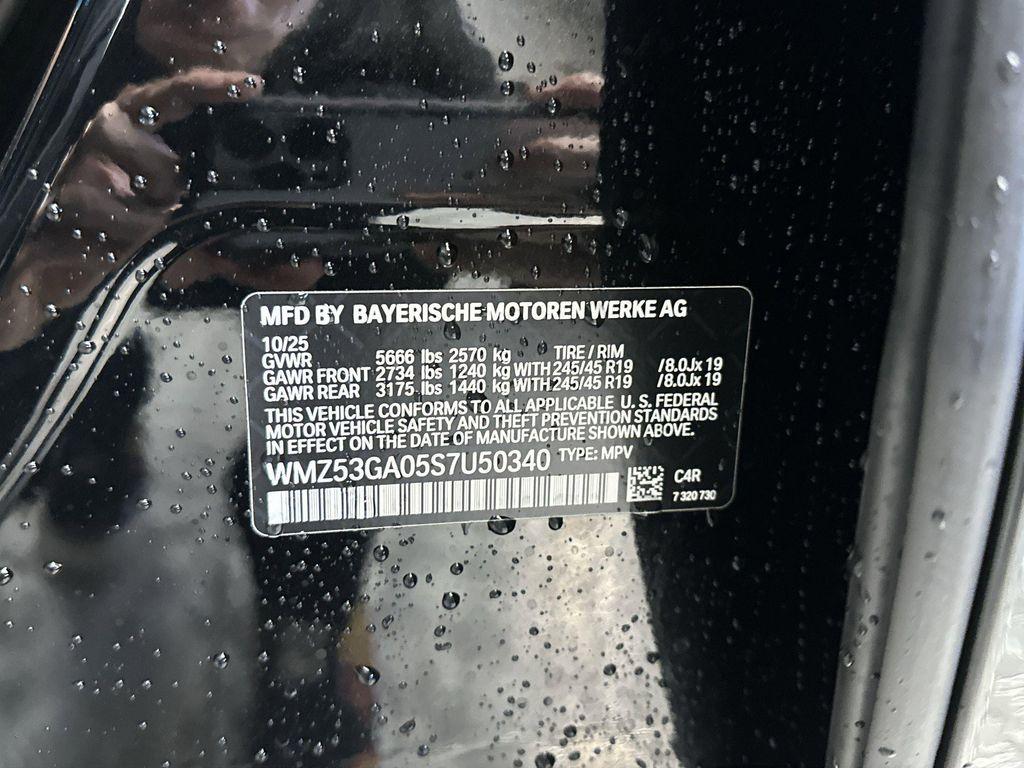 MFD BY BAYERISCHE MOTOREN WERKE AG
10/25
GVWR 5666 lbs 2570 kg TIRE / RIM
GAWR FRONT 2734 lbs 1240 kg WITH 245/45 R19 /8.0Jx 19
GAWR REAR 3175 lbs 1440 kg WITH 245/45 R19 /8.0Jx 19
THIS VEHICLE CONFORMS TO ALL APPLICABLE U. S. FEDERAL
MOTOR VEHICLE SAFETY AND THEFT PREVENTION STANDARDS
IN EFFECT ON THE DATE OF MANUFACTURE SHOWN ABOVE.
WMZ53GA05S7U50340 TYPE: MPV
C4R
7 320 730